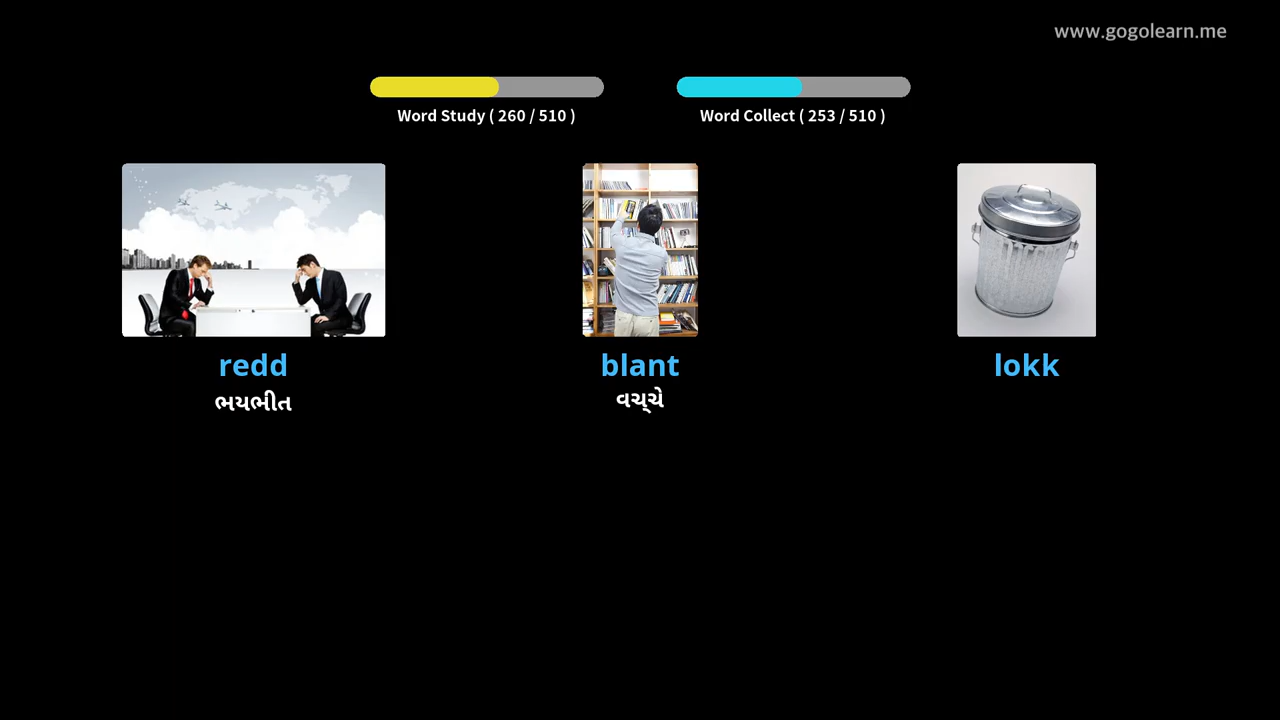 www.gogolearn.me
Word Study ( 260 / 510 )
Word Collect ( 253 / 510 )
redd
ભયભીત
blant
વચ્ચે
lokk